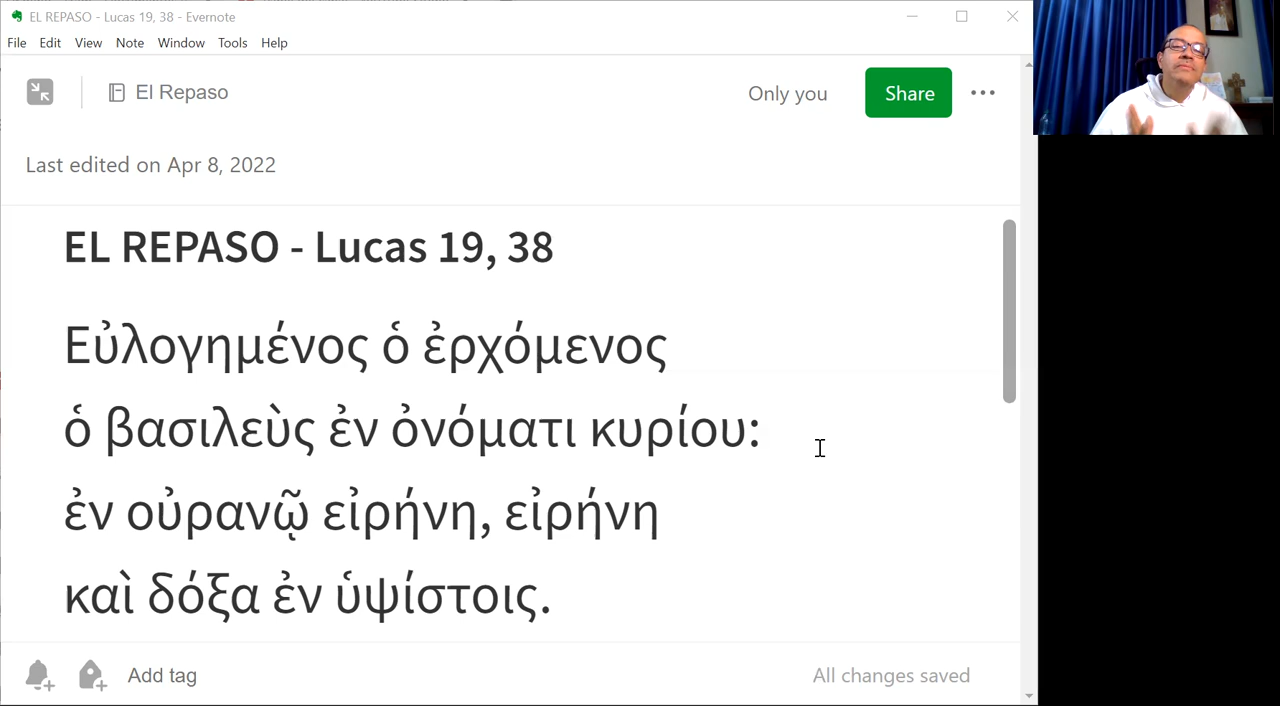 EL REPASO - Lucas 19, 38 - Evernote
File Edit View Note Window Tools Help
El Repaso
Only you
Share
Last edited on Apr 8, 2022
EL REPASO - Lucas 19, 38
Εὐλογημένος ὁ ἐρχόμενος
ὁ βασιλεὺς ἐν ὀνόματι κυρίου:
ἐν οὐρανῷ εἰρήνη, εἰρήνη
καὶ δόξα ἐν ὑψίστοις.
Add tag
All changes saved